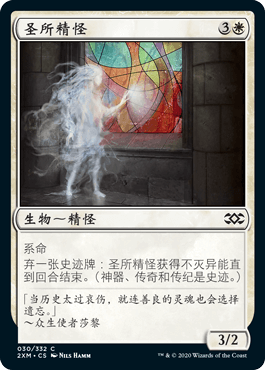 圣所精怪 3
生物～精怪
系命
弃一张史迹牌：圣所精怪获得不灭异能直
到回合结束。（神器、传奇和传纪是史迹。）
「当历史太过哀伤，就连善良的灵魂也会选择
遗忘。」
～众生使者莎黎
3/2
030/332 C
2XM • CS NILS HAMM
™ & © 2020 Wizards of the Coast